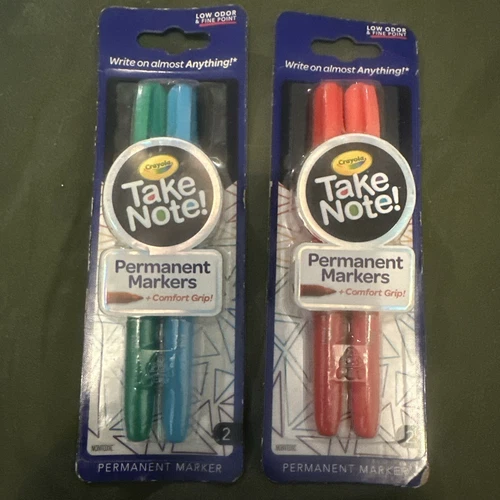 LOW ODOR
& FINE POINT
Write on almost Anything!*
Crayola
Take
Note!
Permanent
Markers
+ Comfort Grip!
2
PERMANENT MARKER
LOW ODOR
& FINE POINT
Write on almost Anything!*
Crayola
Take
Note!
Permanent
Markers
+ Comfort Grip!
2
PERMANENT MARKER